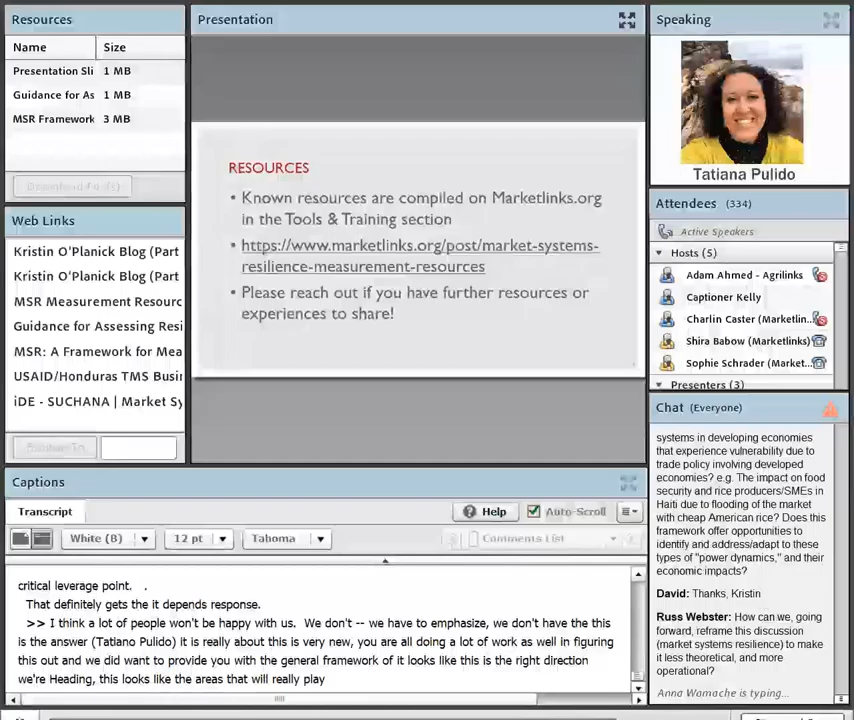 Resources
Name Size
Presentation Sli 1 MB
Guidance for As 1 MB
MSR Framework 3 MB
Web Links
Kristin O'Planick Blog (Part
Kristin O'Planick Blog (Part
MSR Measurement Resourc
Guidance for Assessing Resi
MSR: A Framework for Mea
USAID/Honduras TMS Busin
iDE - SUCHANA | Market Sy
Presentation
RESOURCES
• Known resources are compiled on Marketlinks.org
in the Tools & Training section
• https://www.marketlinks.org/post/market-systems-
resilience-measurement-resources
• Please reach out if you have further resources or
experiences to share!
Captions
Transcript
Help Auto-Scroll
White (B) 12 pt Tahoma Comments List
critical leverage point. .
That definitely gets the it depends response.
>> I think a lot of people won't be happy with us. We don't -- we have to emphasize, we don't have the this
is the answer (Tatiano Pulido) it is really about this is very new, you are all doing a lot of work as well in figuring
this out and we did want to provide you with the general framework of it looks like this is the right direction
we're Heading, this looks like the areas that will really play
Speaking
Tatiana Pulido
Attendees (334)
Active Speakers
Hosts (5)
Adam Ahmed - Agrilinks
Captioner Kelly
Charlin Caster (Marketlin...
Shira Babow (Marketlinks)
Sophie Schrader (Market...
Presenters (3)
Chat (Everyone)
systems in developing economies
that experience vulnerability due to
trade policy involving developed
economies? e.g. The impact on food
security and rice producers/SMEs in
Haiti due to flooding of the market
with cheap American rice? Does this
framework offer opportunities to
identify and address/adapt to these
types of "power dynamics," and their
economic impacts?
David: Thanks, Kristin
Russ Webster: How can we, going
forward, reframe this discussion
(market systems resilience) to make
it less theoretical, and more
operational?
Anna Wamache is typing...